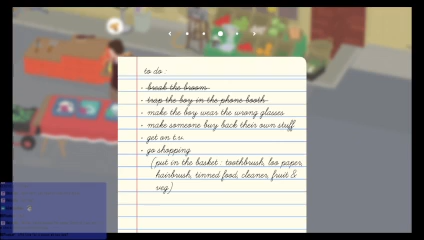 to do :
- break the broom
- trap the boy in the phone booth
- make the boy wear the wrong glasses
- make someone buy back their own stuff
- get on t.v.
- go shopping
(put in the basket : toothbrush, loo paper,
hairbrush, tinned food, cleaner, fruit &
veg)